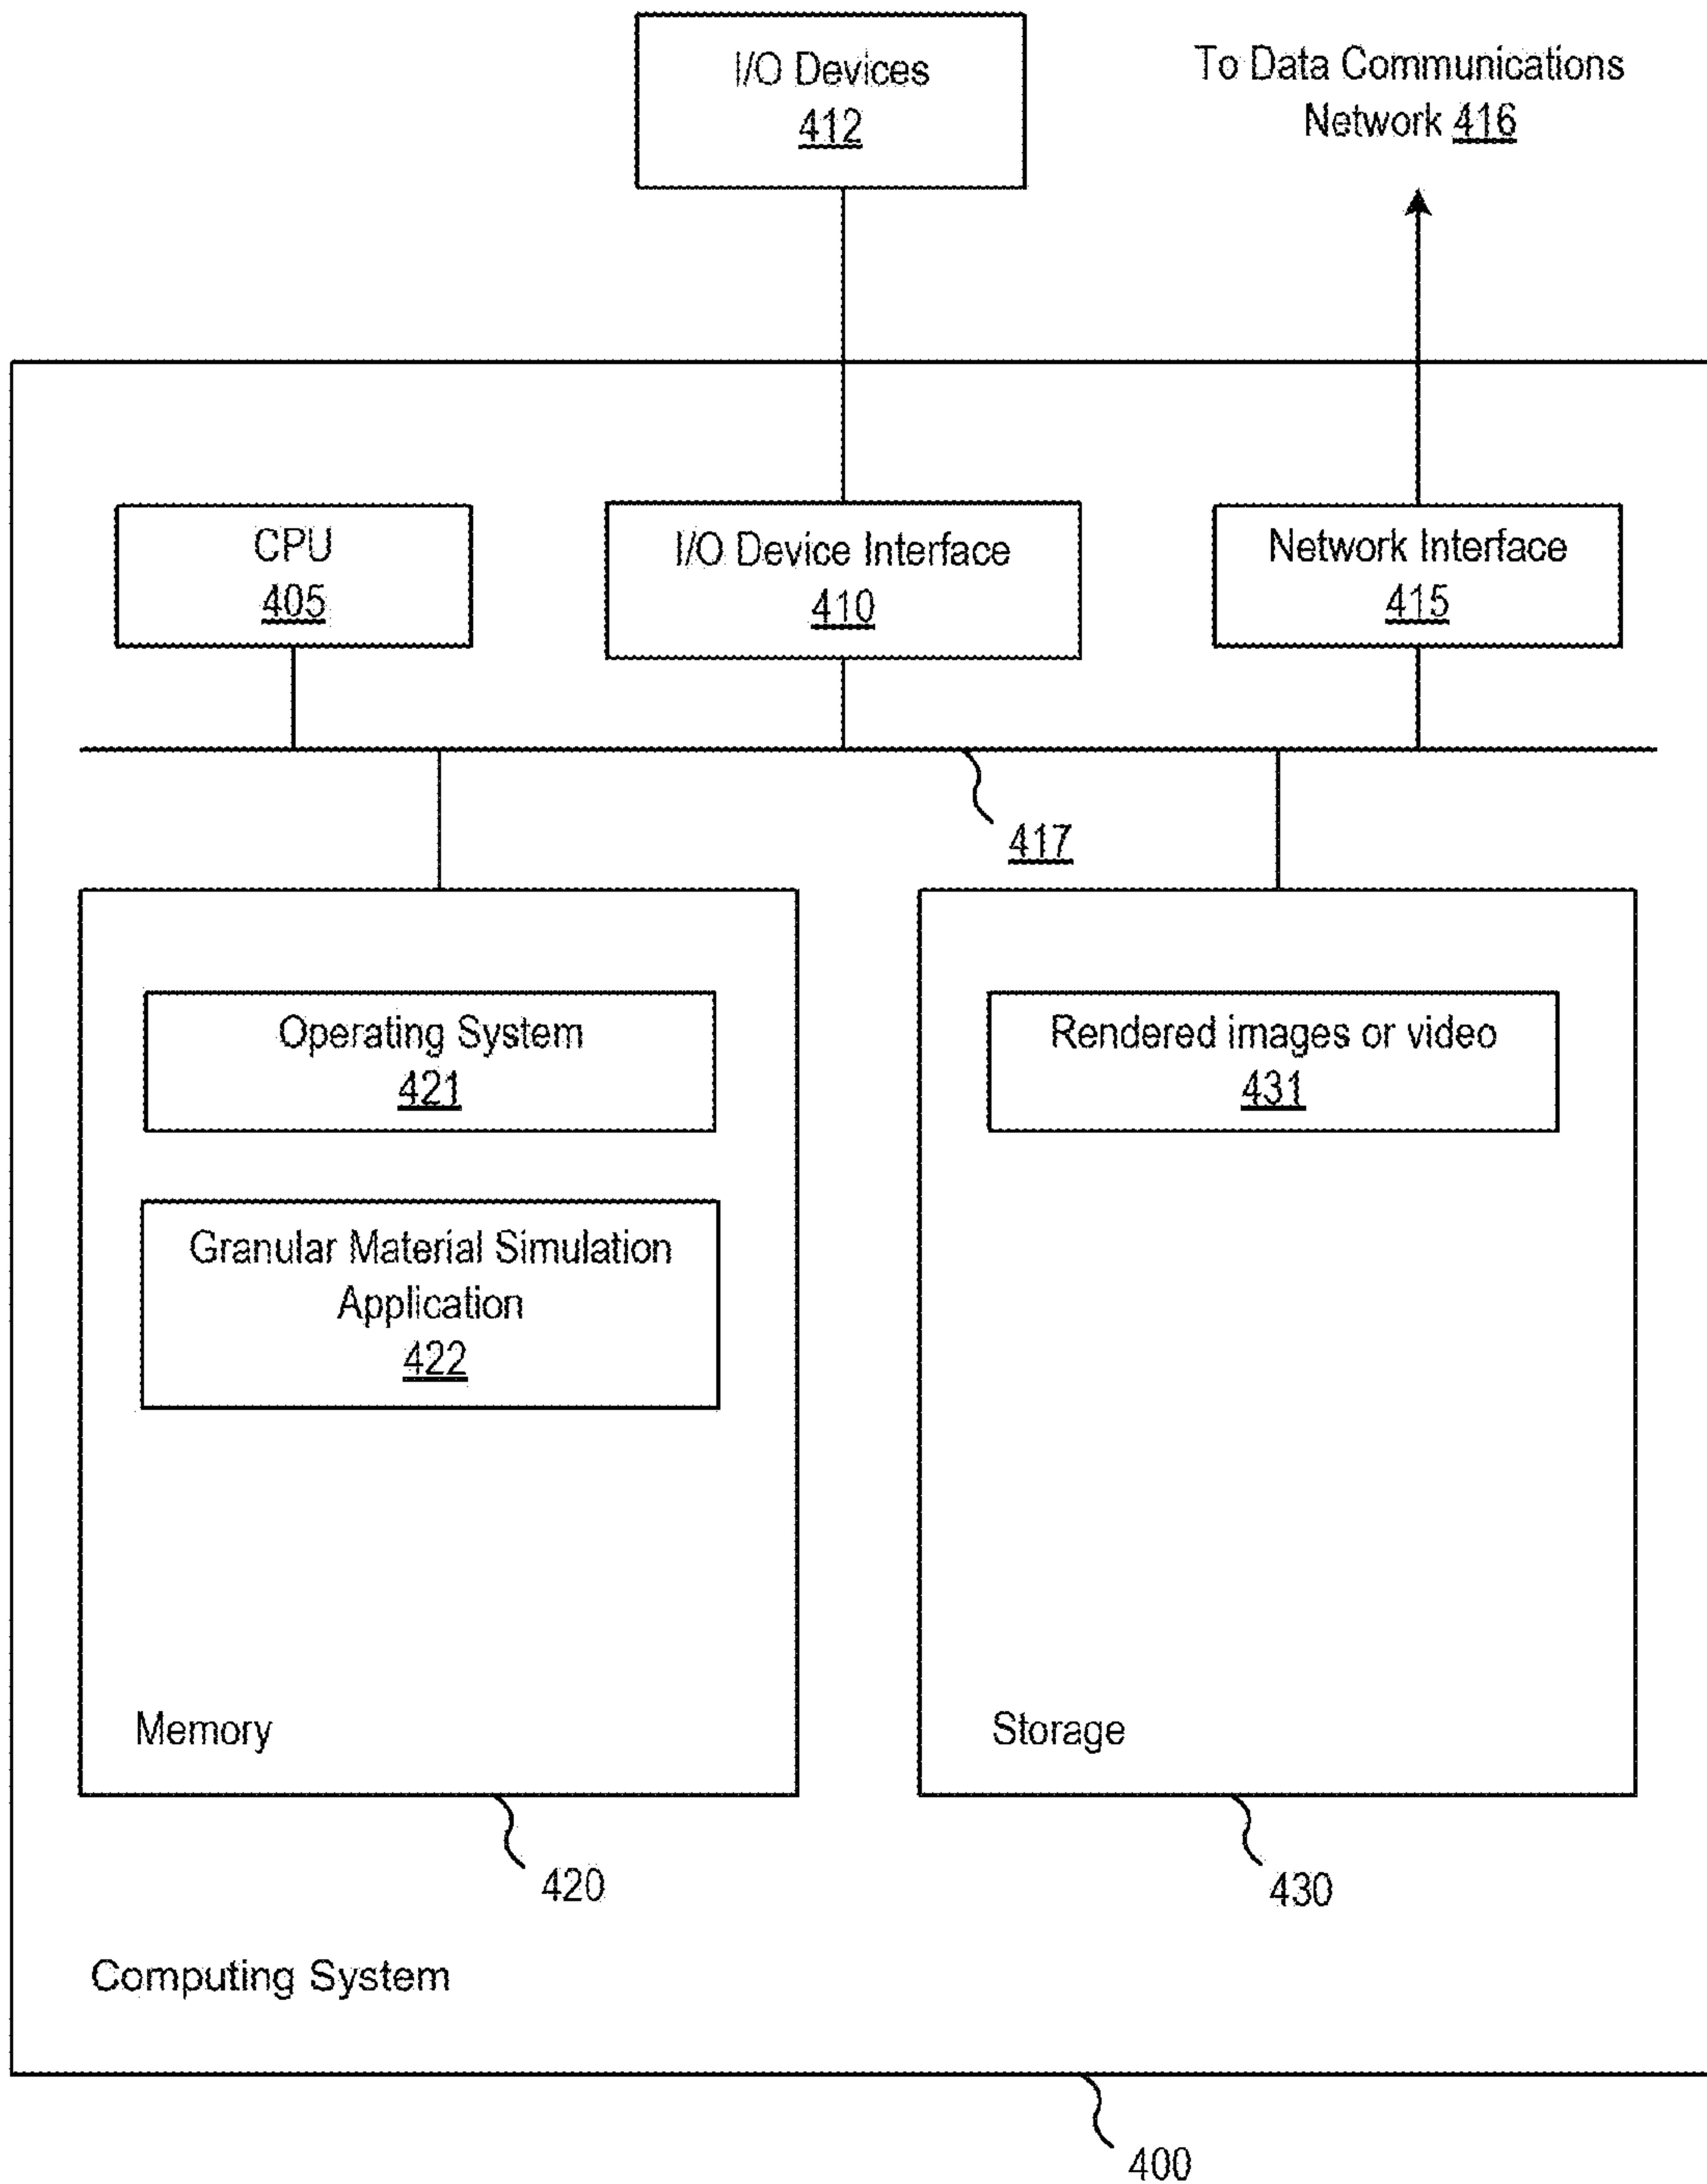 I/O Devices
412
To Data Communications
Network 416
CPU
405
I/O Device Interface
410
Network Interface
415
417
Operating System
421
Granular Material Simulation
Application
422
Memory
420
Rendered images or video
431
Storage
430
Computing System
400